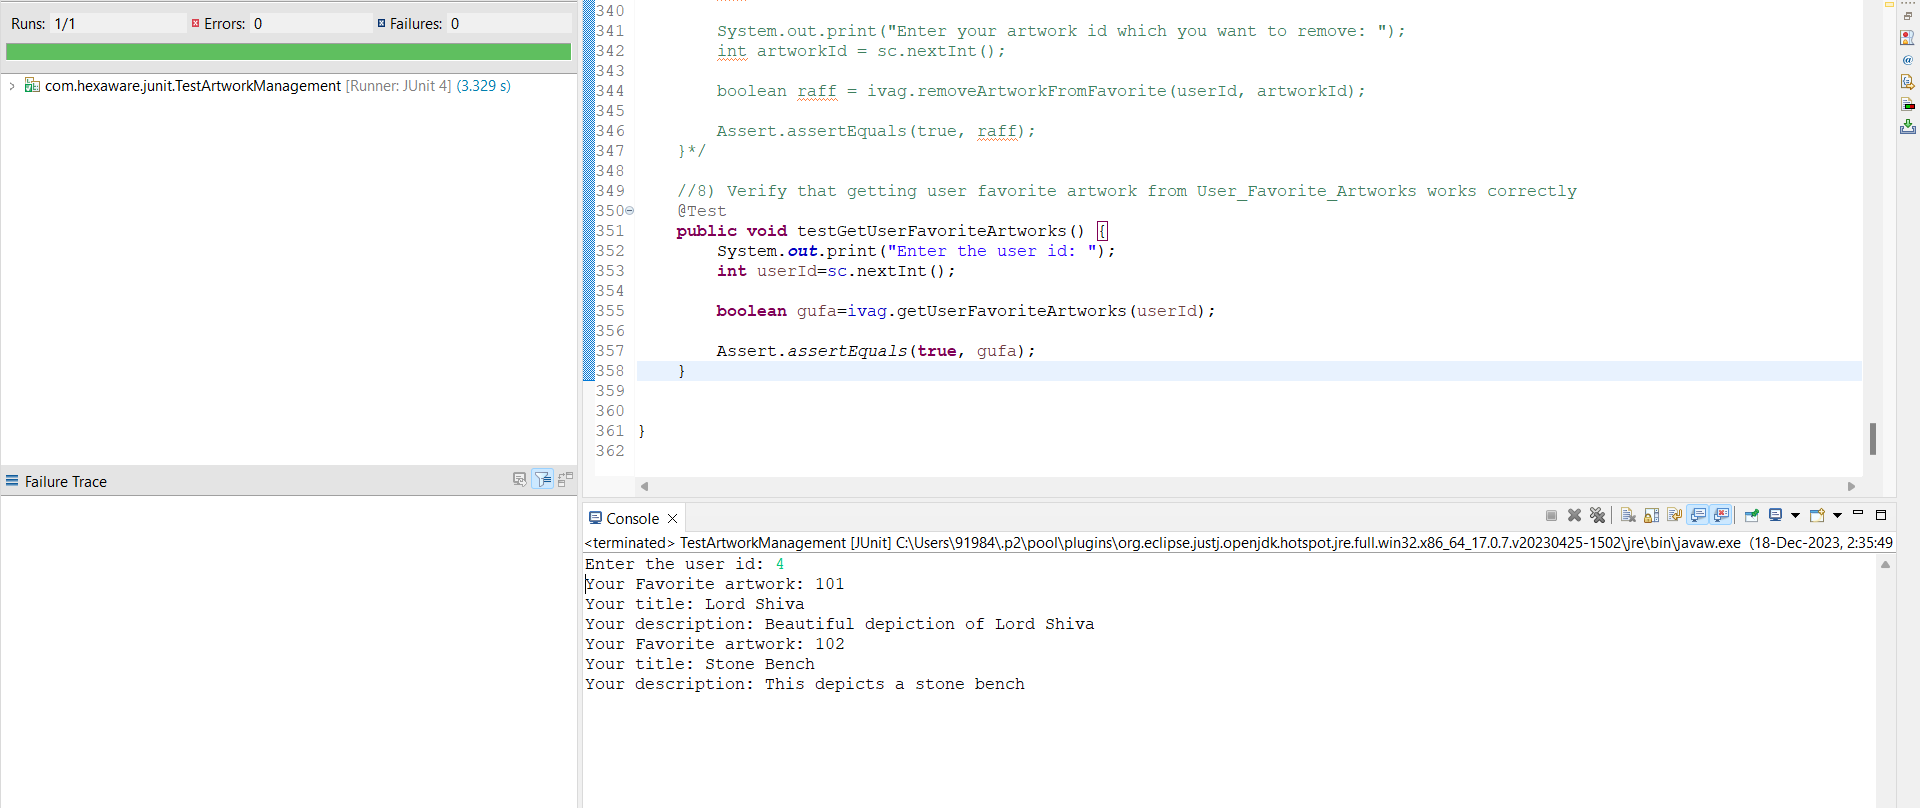 Runs: 1/1 Errors: 0 Failures: 0
com.hexaware.junit.TestArtworkManagement [Runner: JUnit 4] (3.329 s)
Failure Trace
340
341 System.out.print("Enter your artwork id which you want to remove: ");
342 int artworkId = sc.nextInt();
343
344 boolean raff = ivag.removeArtworkFromFavorite(userId, artworkId);
345
346 Assert.assertEquals(true, raff);
347 }*/
348
349 //8) Verify that getting user favorite artwork from User_Favorite_Artworks works correctly
350 @Test
351 public void testGetUserFavoriteArtworks() {
352 System.out.print("Enter the user id: ");
353 int userId=sc.nextInt();
354
355 boolean gufa=ivag.getUserFavoriteArtworks(userId);
356
357 Assert.assertEquals(true, gufa);
358 }
359
360
361 }
362
Console
<terminated> TestArtworkManagement [JUnit] C:\Users\91984\.p2\pool\plugins\org.eclipse.justj.openjdk.hotspot.jre.full.win32.x86_64_17.0.7.v20230425-1502\jre\bin\javaw.exe (18-Dec-2023, 2:35:49
Enter the user id: 4
Your Favorite artwork: 101
Your title: Lord Shiva
Your description: Beautiful depiction of Lord Shiva
Your Favorite artwork: 102
Your title: Stone Bench
Your description: This depicts a stone bench